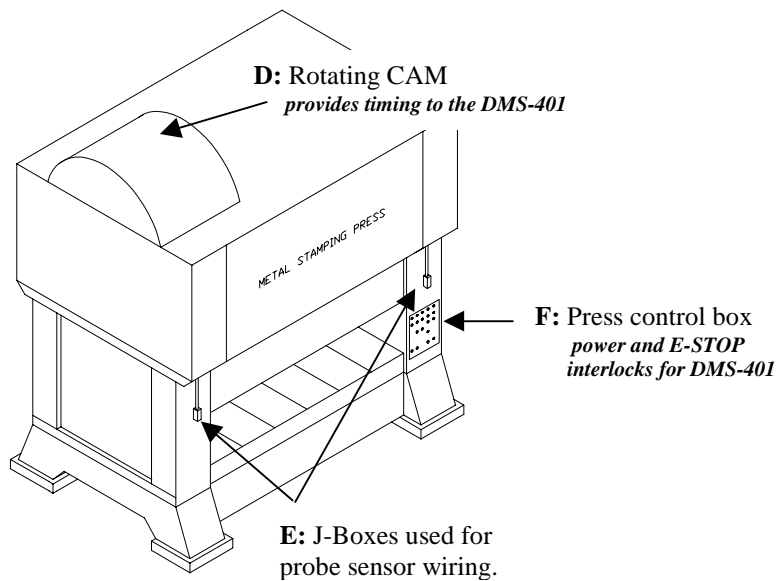 D: Rotating CAM
provides timing to the DMS-401
METAL STAMPING PRESS
F: Press control box
power and E-STOP
interlocks for DMS-401
E: J-Boxes used for
probe sensor wiring.